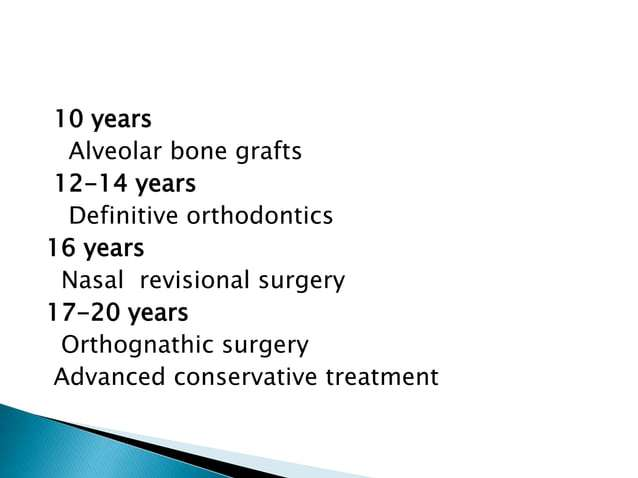 10 years
Alveolar bone grafts
12-14 years
Definitive orthodontics
16 years
Nasal  revisional surgery
17-20 years
Orthognathic surgery
Advanced conservative treatment